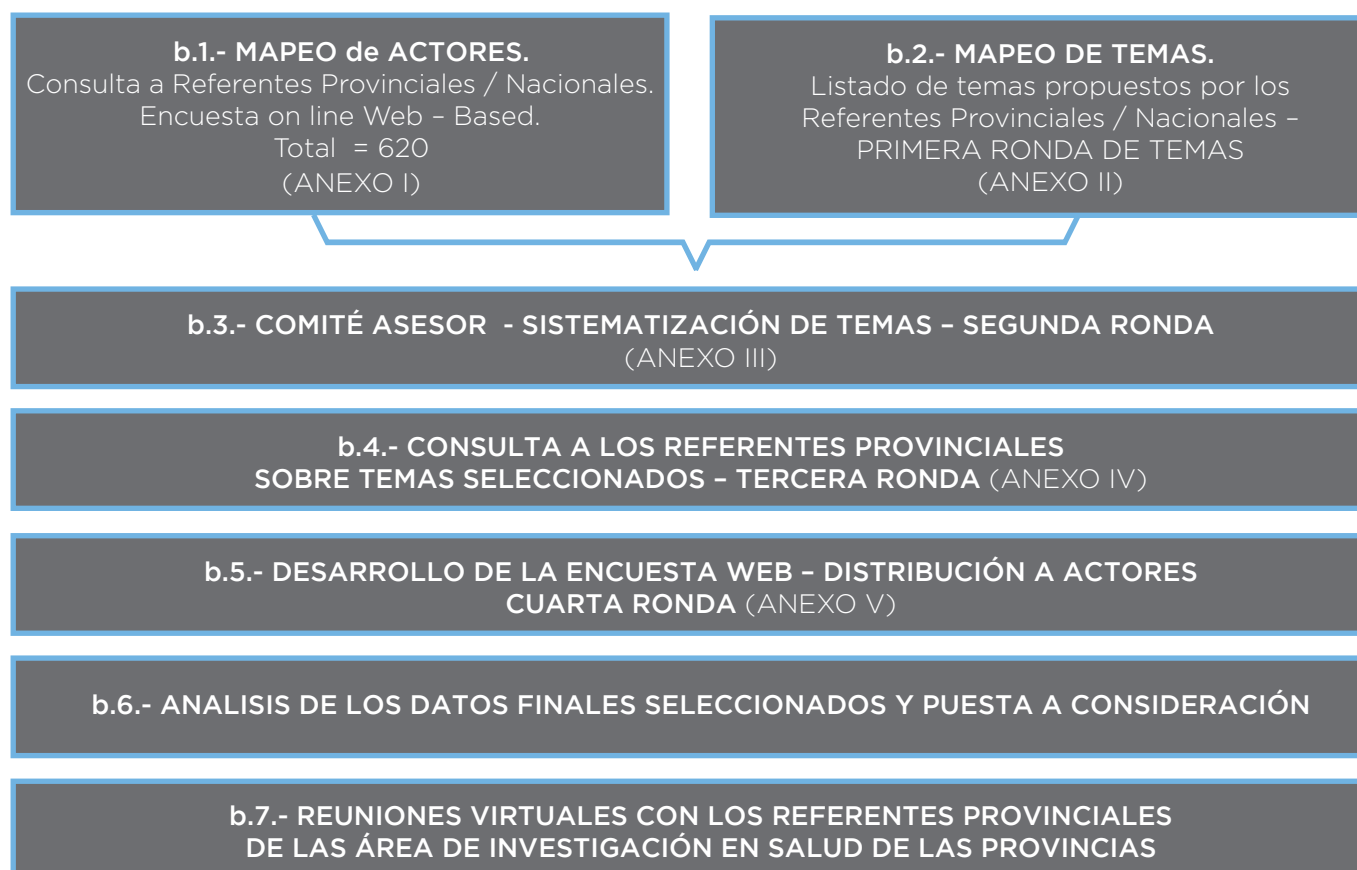 b.1.- MAPEO de ACTORES.
Consulta a Referentes Provinciales / Nacionales.
Encuesta on line Web – Based.
Total = 620
(ANEXO I)
b.2.- MAPEO DE TEMAS.
Listado de temas propuestos por los
Referentes Provinciales / Nacionales –
PRIMERA RONDA DE TEMAS
(ANEXO II)
b.3.- COMITÉ ASESOR - SISTEMATIZACIÓN DE TEMAS – SEGUNDA RONDA
(ANEXO III)
b.4.- CONSULTA A LOS REFERENTES PROVINCIALES
SOBRE TEMAS SELECCIONADOS – TERCERA RONDA (ANEXO IV)
b.5.- DESARROLLO DE LA ENCUESTA WEB – DISTRIBUCIÓN A ACTORES
CUARTA RONDA (ANEXO V)
b.6.- ANALISIS DE LOS DATOS FINALES SELECCIONADOS Y PUESTA A CONSIDERACIÓN
b.7.- REUNIONES VIRTUALES CON LOS REFERENTES PROVINCIALES
DE LAS ÁREA DE INVESTIGACIÓN EN SALUD DE LAS PROVINCIAS